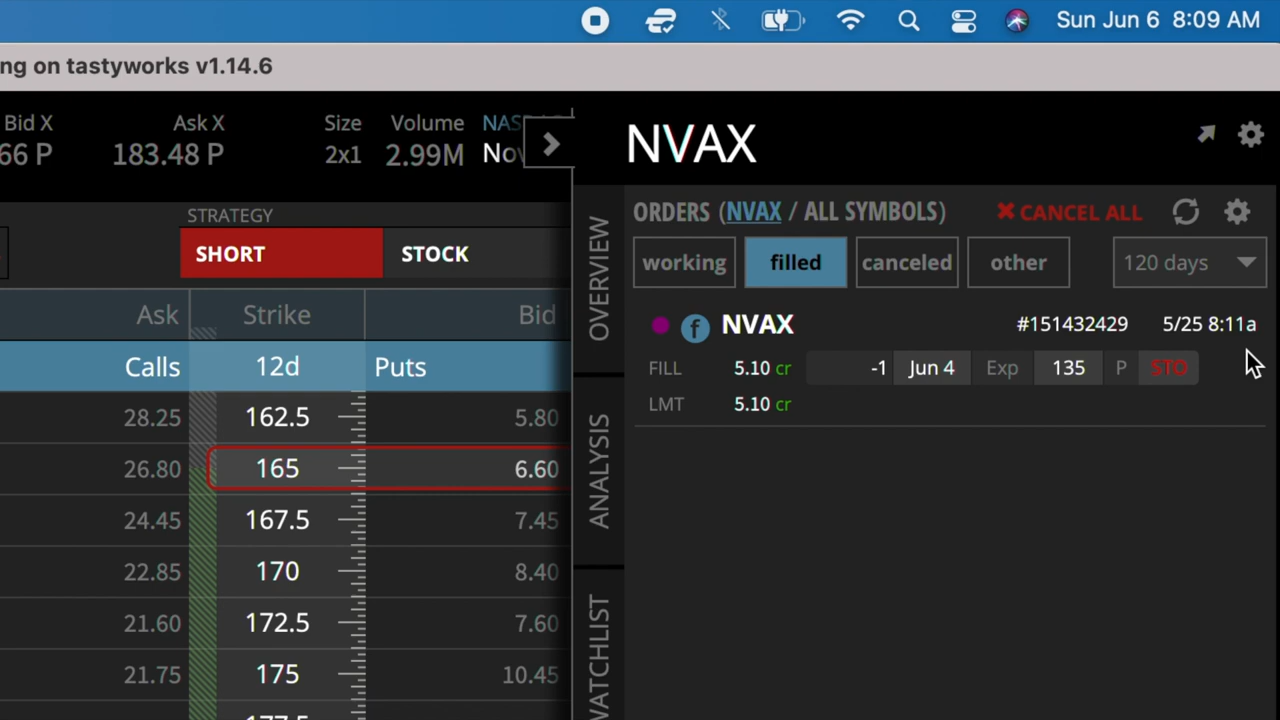 Sun Jun 6 8:09 AM
ng on tastyworks v1.14.6
Bid X Ask X Size Volume NAS
66 P 183.48 P 2x1 2.99M Nov
NVAX
STRATEGY
SHORT STOCK
Ask Strike Bid
Calls 12d Puts
28.25 162.5 5.80
26.80 165 6.60
24.45 167.5 7.45
22.85 170 8.40
21.60 172.5 7.60
21.75 175 10.45
177.5
OVERVIEW
ANALYSIS
WATCHLIST
ORDERS (NVAX / ALL SYMBOLS) CANCEL ALL
working filled canceled other 120 days
f NVAX #151432429 5/25 8:11a
FILL 5.10 cr -1 Jun 4 Exp 135 P STO
LMT 5.10 cr